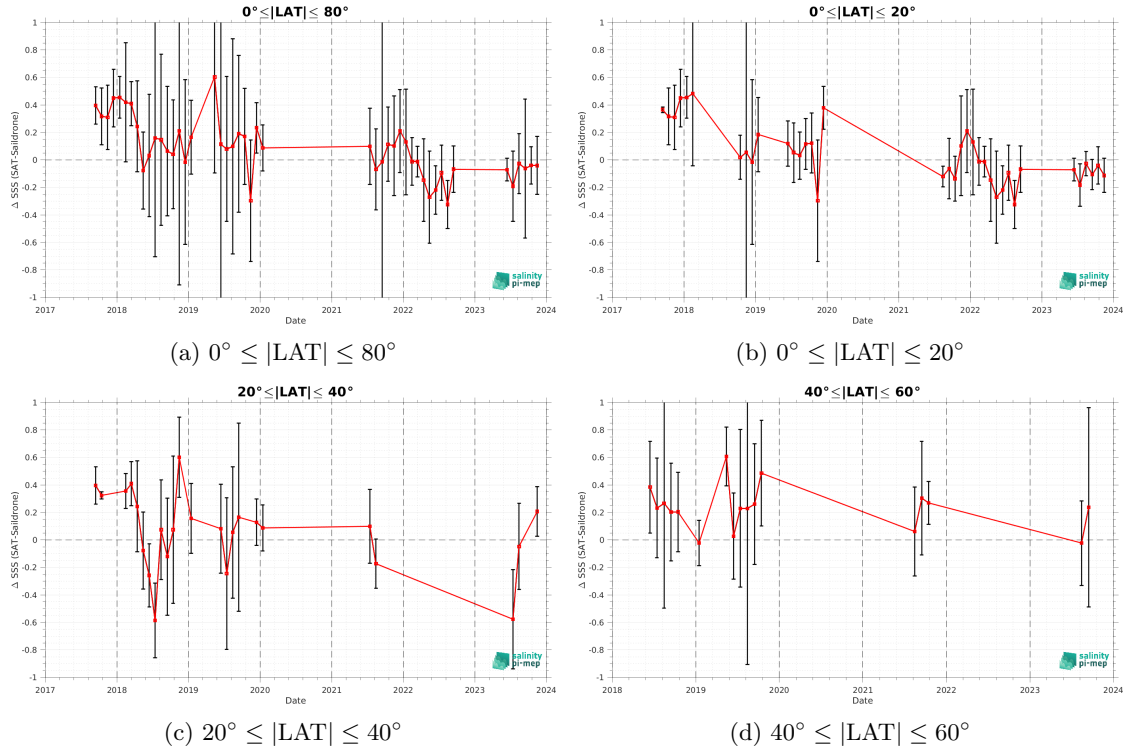 0°≤|LAT|≤ 80°
Δ SSS (SAT-Saildrone)
1
0.8
0.6
0.4
0.2
0
-0.2
-0.4
-0.6
-0.8
-1
2017 2018 2019 2020 2021 2022 2023 2024
Date
salinity
pi-mep
(a) 0° ≤ |LAT| ≤ 80°
0°≤|LAT|≤ 20°
Δ SSS (SAT-Saildrone)
1
0.8
0.6
0.4
0.2
0
-0.2
-0.4
-0.6
-0.8
-1
2017 2018 2019 2020 2021 2022 2023 2024
Date
salinity
pi-mep
(b) 0° ≤ |LAT| ≤ 20°
20°≤|LAT|≤ 40°
Δ SSS (SAT-Saildrone)
1
0.8
0.6
0.4
0.2
0
-0.2
-0.4
-0.6
-0.8
-1
2017 2018 2019 2020 2021 2022 2023 2024
Date
salinity
pi-mep
(c) 20° ≤ |LAT| ≤ 40°
40°≤|LAT|≤ 60°
Δ SSS (SAT-Saildrone)
1
0.8
0.6
0.4
0.2
0
-0.2
-0.4
-0.6
-0.8
-1
2018 2019 2020 2021 2022 2023 2024
Date
salinity
pi-mep
(d) 40° ≤ |LAT| ≤ 60°